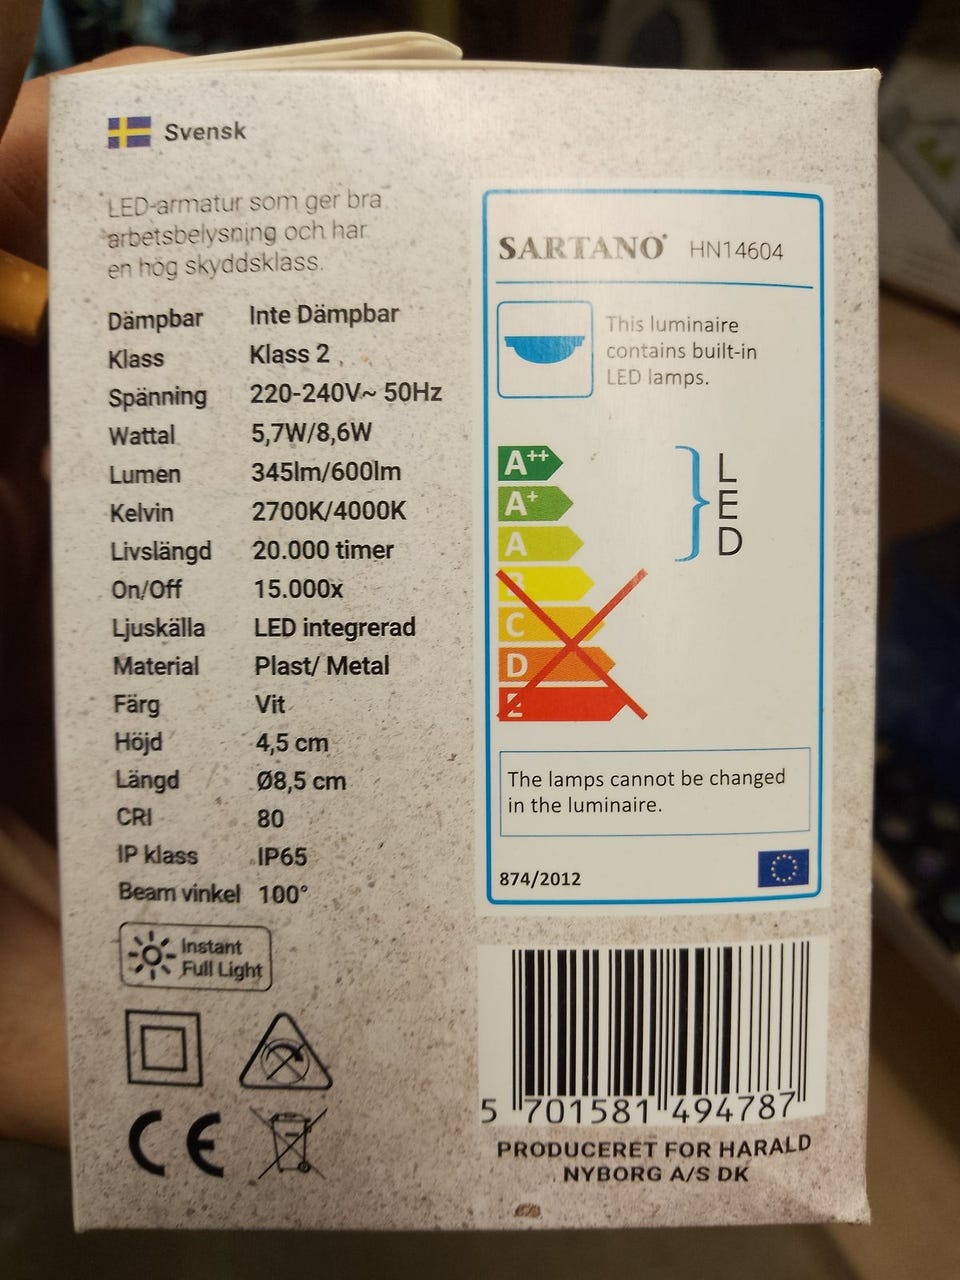 Svensk
LED-armatur som ger bra
arbetsbelysning och har
en hög skyddsklass.
Dämpbar Inte Dämpbar
Klass Klass 2
Spänning 220-240V~ 50Hz
Wattal 5,7W/8,6W
Lumen 345lm/600lm
Kelvin 2700K/4000K
Livslängd 20.000 timer
On/Off 15.000x
Ljuskälla LED integrerad
Material Plast/ Metal
Färg Vit
Höjd 4,5 cm
Längd Ø8,5 cm
CRI 80
IP klass IP65
Beam vinkel 100°
Instant
Full Light
CE
SARTANO® HN14604
This luminaire
contains built-in
LED lamps.
A++
A+
A
B
C
D
E
L
E
D
The lamps cannot be changed
in the luminaire.
874/2012
5 701581 494787
PRODUCERET FOR HARALD
NYBORG A/S DK